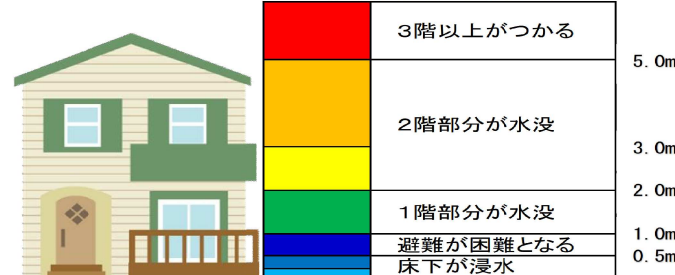 3階以上がつかる
5.0m
2階部分が水没
3.0m
2.0m
1階部分が水没
1.0m
避難が困難となる
0.5m
床下が浸水